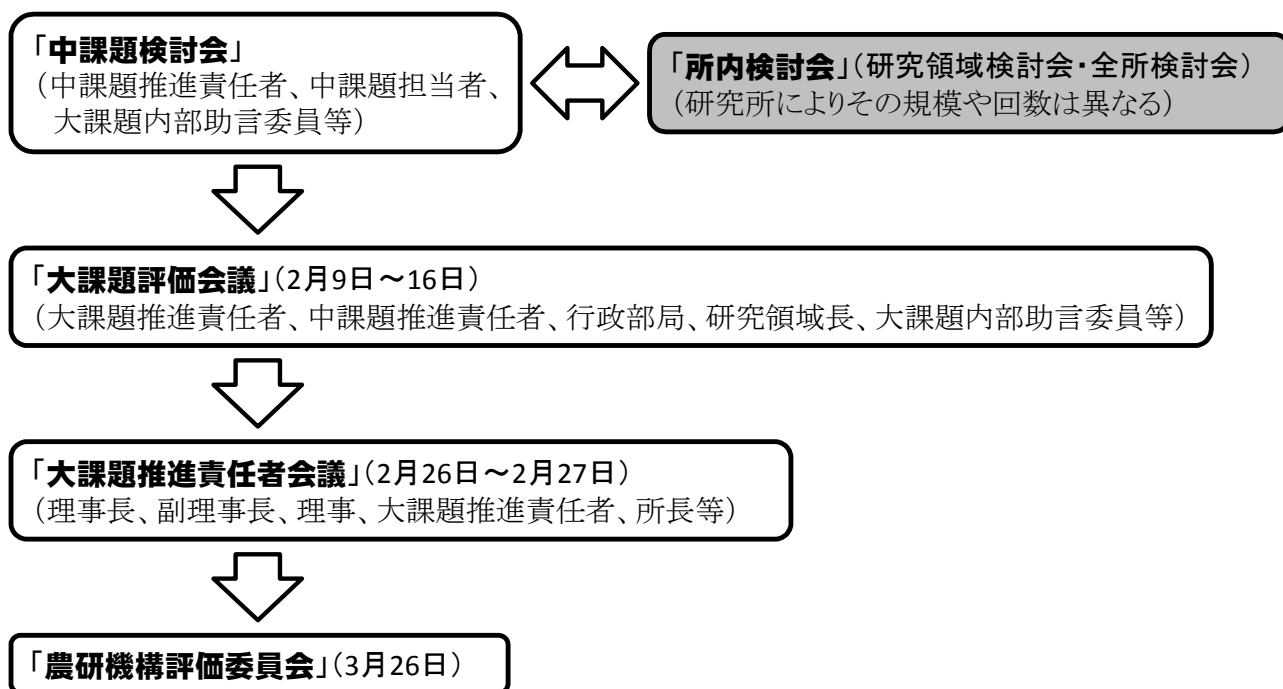 「中課題検討会」
（中課題推進責任者、中課題担当者、
大課題内部助言委員等）
「所内検討会」（研究領域検討会・全所検討会）
（研究所によりその規模や回数は異なる）
「大課題評価会議」（2月9日～16日）
（大課題推進責任者、中課題推進責任者、行政部局、研究領域長、大課題内部助言委員等）
「大課題推進責任者会議」（2月26日～2月27日）
（理事長、副理事長、理事、大課題推進責任者、所長等）
「農研機構評価委員会」（3月26日）